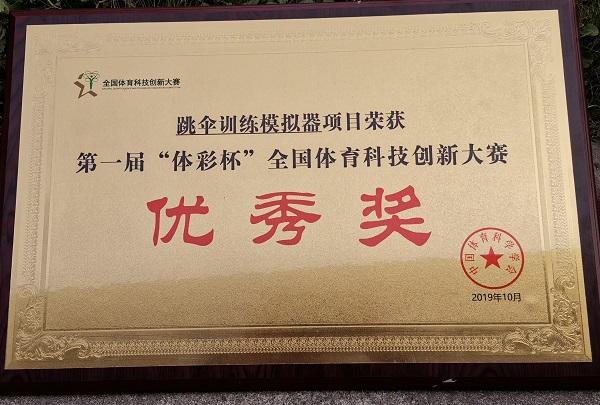 全国体育科技创新大赛
跳伞训练模拟器项目荣获
第一届“体彩杯”全国体育科技创新大赛
优秀奖
中国体育科学学会
2019年10月